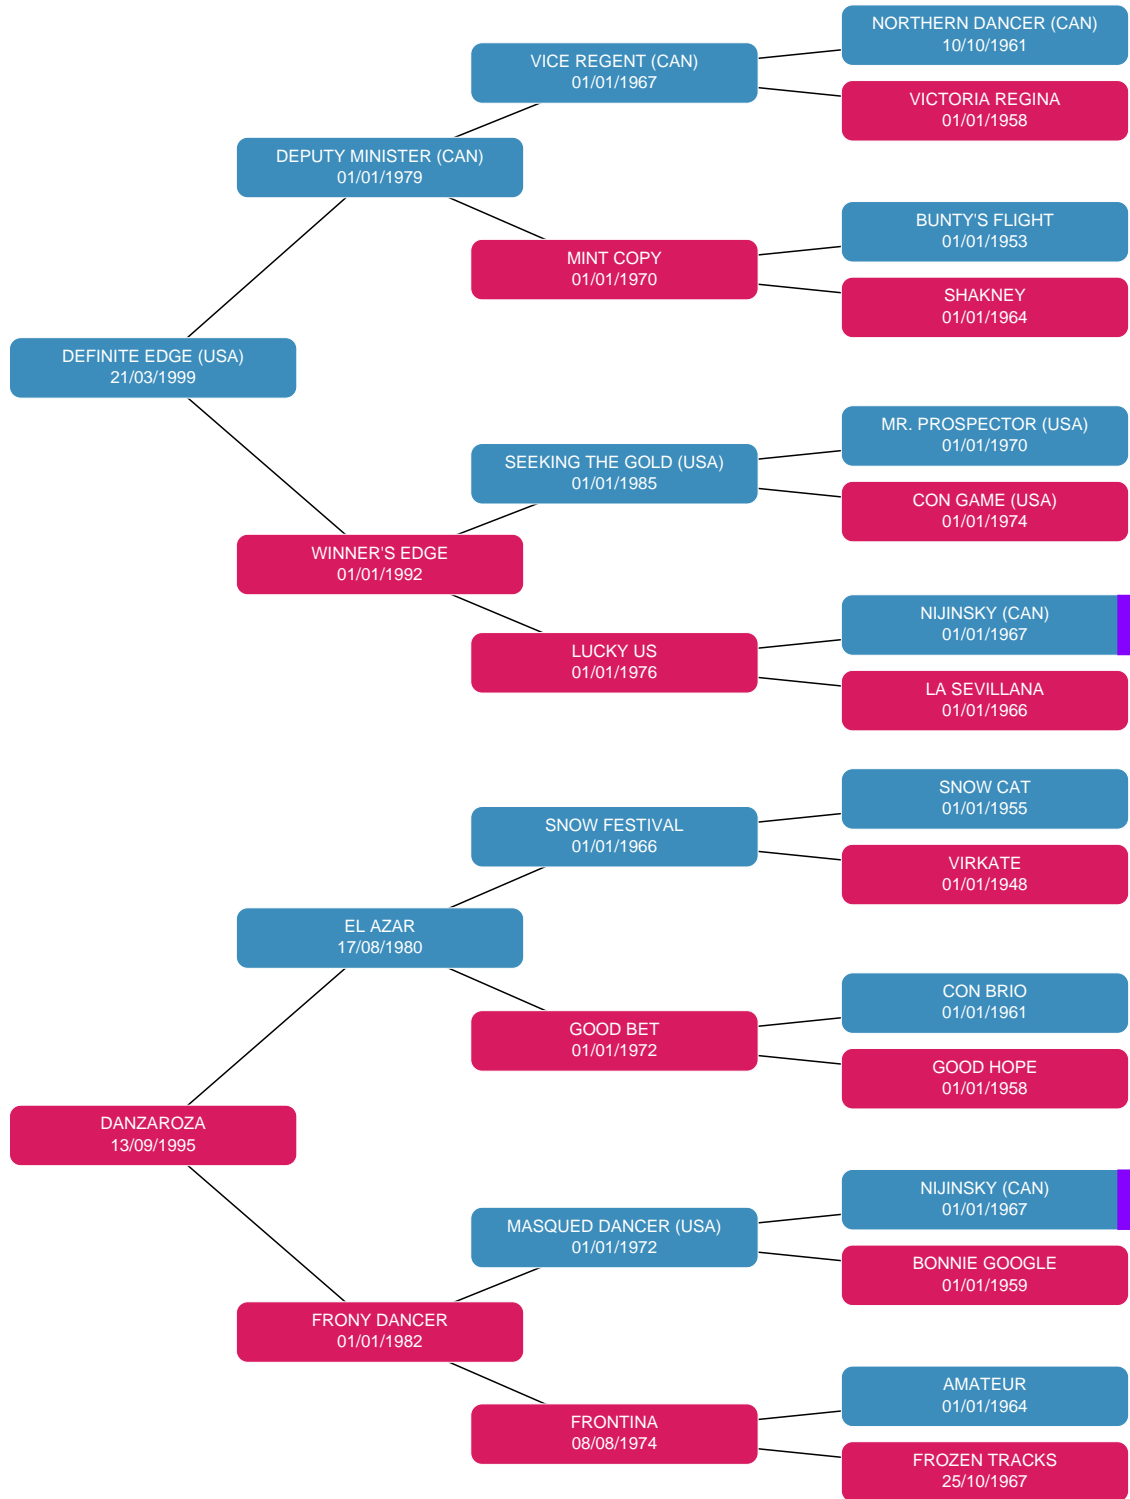 NORTHERN DANCER (CAN)
10/10/1961
VICE REGENT (CAN)
01/01/1967
VICTORIA REGINA
01/01/1958
DEPUTY MINISTER (CAN)
01/01/1979
BUNTY'S FLIGHT
01/01/1953
MINT COPY
01/01/1970
SHAKNEY
01/01/1964
DEFINITE EDGE (USA)
21/03/1999
MR. PROSPECTOR (USA)
01/01/1970
SEEKING THE GOLD (USA)
01/01/1985
CON GAME (USA)
01/01/1974
WINNER'S EDGE
01/01/1992
NIJINSKY (CAN)
01/01/1967
LUCKY US
01/01/1976
LA SEVILLANA
01/01/1966
SNOW CAT
01/01/1955
SNOW FESTIVAL
01/01/1966
VIRKATE
01/01/1948
EL AZAR
17/08/1980
CON BRIO
01/01/1961
GOOD BET
01/01/1972
GOOD HOPE
01/01/1958
DANZAROZA
13/09/1995
NIJINSKY (CAN)
01/01/1967
MASQUED DANCER (USA)
01/01/1972
BONNIE GOOGLE
01/01/1959
FRONY DANCER
01/01/1982
AMATEUR
01/01/1964
FRONTINA
08/08/1974
FROZEN TRACKS
25/10/1967